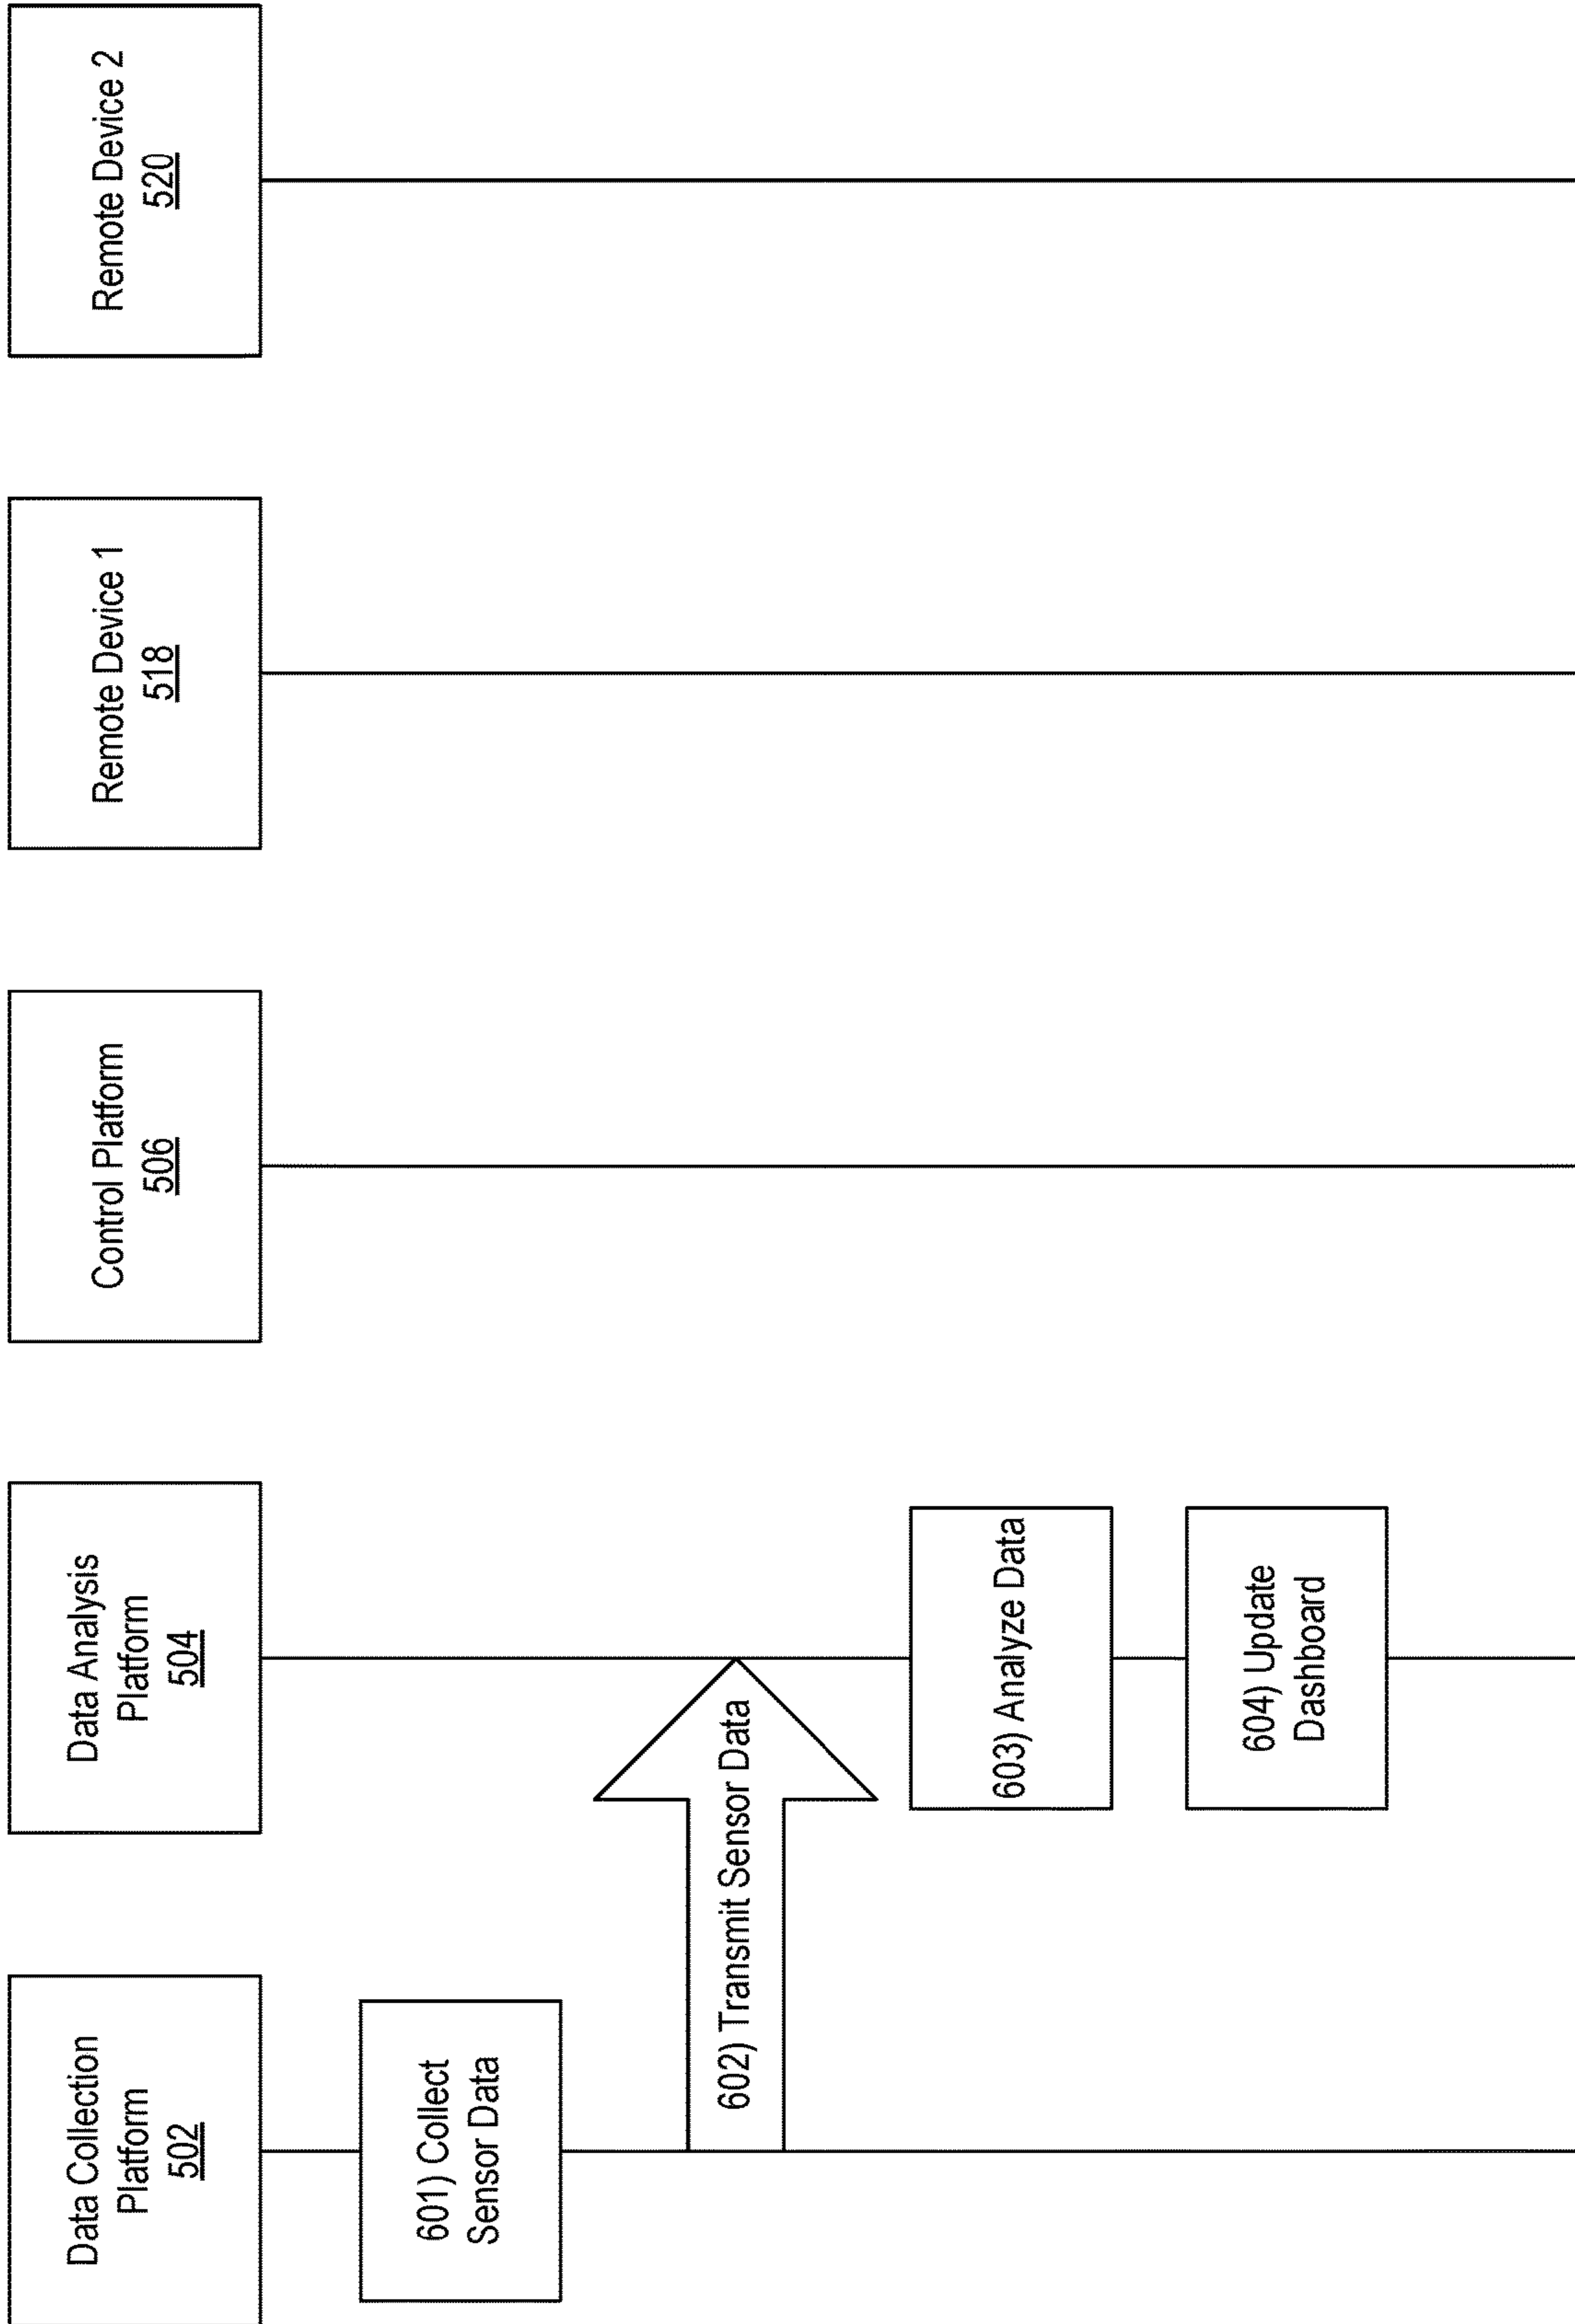 Data Collection
Platform
502
Data Analysis
Platform
504
Control Platform
506
Remote Device 1
518
Remote Device 2
520
601) Collect
Sensor Data
602) Transmit Sensor Data
603) Analyze Data
604) Update
Dashboard